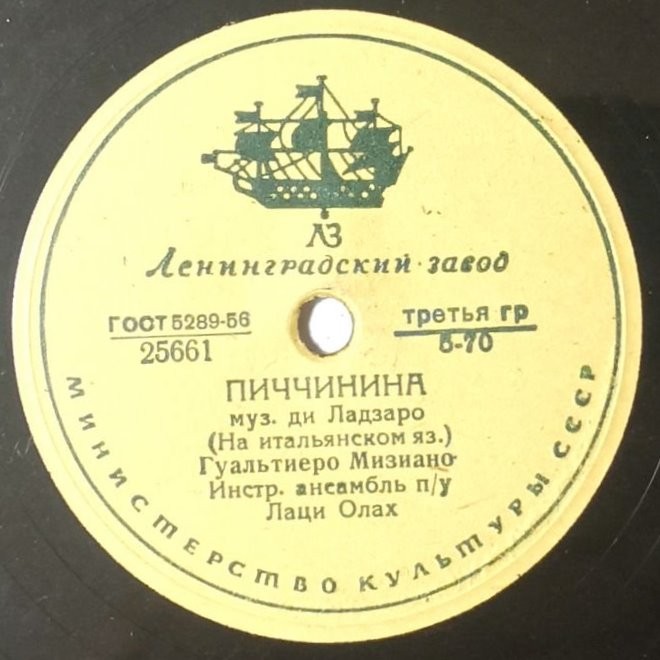 ЛЗ
Ленинградский завод
ГОСТ 5289-56
25661
третья гр
5-70
ПИЧЧИНИНА
муз. ди Ладзаро
(На итальянском яз.)
Гуальтиеро Мизиано
Инстр. ансамбль п/у
Лаци Олах
МИНИСТЕРСТВО КУЛЬТУРЫ СССР